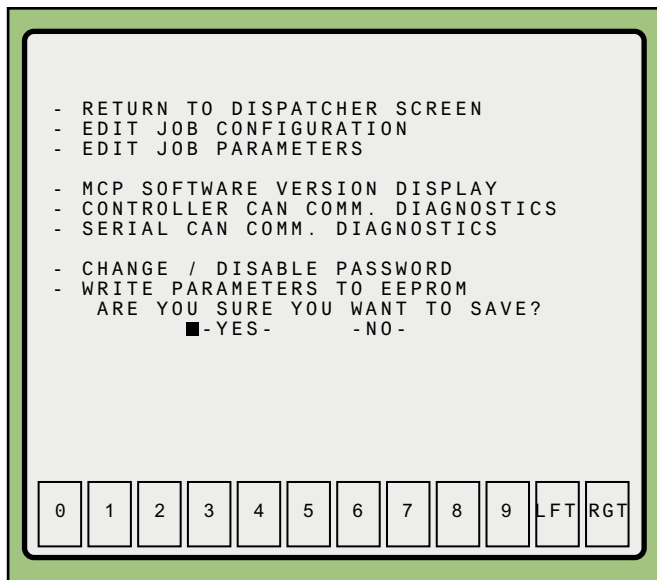 - RETURN TO DISPATCHER SCREEN
- EDIT JOB CONFIGURATION
- EDIT JOB PARAMETERS
- MCP SOFTWARE VERSION DISPLAY
- CONTROLLER CAN COMM. DIAGNOSTICS
- SERIAL CAN COMM. DIAGNOSTICS
- CHANGE / DISABLE PASSWORD
- WRITE PARAMETERS TO EEPROM
ARE YOU SURE YOU WANT TO SAVE?
■-YES- -NO-
0 1 2 3 4 5 6 7 8 9 LFT RGT